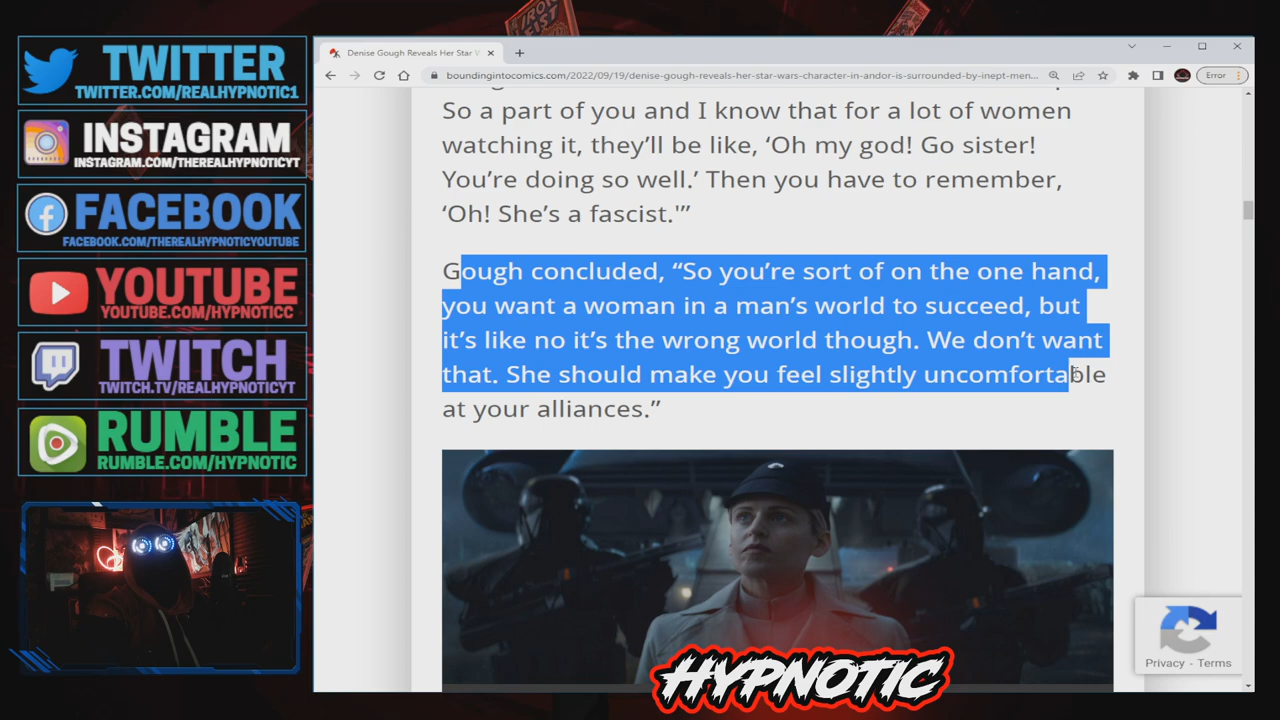 TWITTER
TWITTER.COM/REALHYPNOTIC1
INSTAGRAM
INSTAGRAM.COM/THEREALHYPNOTICYT
FACEBOOK
FACEBOOK.COM/THEREALHYPNOTICYOUTUBE
YOUTUBE
YOUTUBE.COM/HYPNOTICC
TWITCH
TWITCH.TV/REALHYPNOTICYT
RUMBLE
RUMBLE.COM/HYPNOTIC
IRON FIST
Denise Gough Reveals Her Star W
boundingintocomics.com/2022/09/19/denise-gough-reveals-her-star-wars-character-in-andor-is-surrounded-by-inept-men...
Error
So a part of you and I know that for a lot of women
watching it, they’ll be like, ‘Oh my god! Go sister!
You’re doing so well.’ Then you have to remember,
‘Oh! She’s a fascist.'”
Gough concluded, “So you’re sort of on the one hand,
you want a woman in a man’s world to succeed, but
it’s like no it’s the wrong world though. We don’t want
that. She should make you feel slightly uncomfortable
at your alliances.”
Privacy - Terms
HYPNOTIC